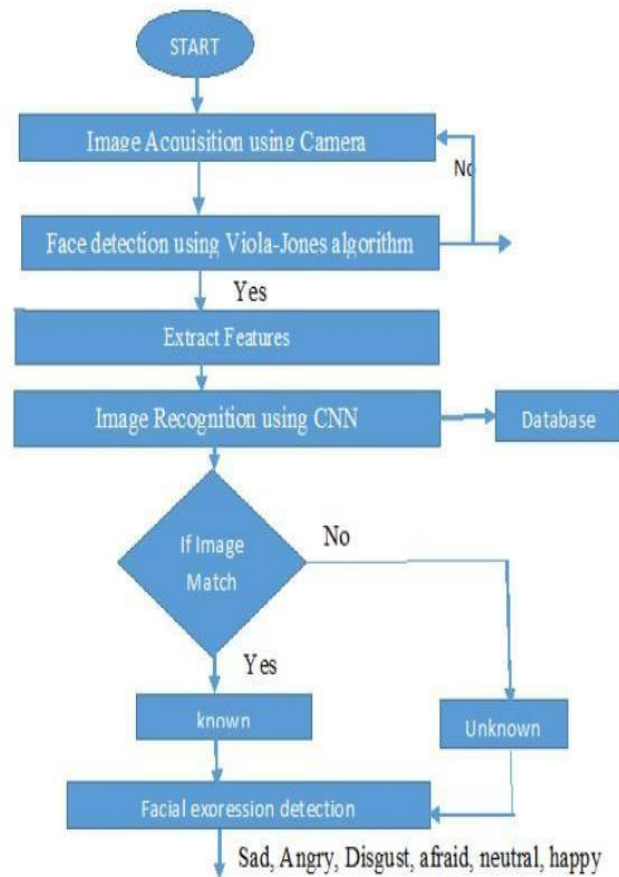 START
Image Acquisition using Camera
No
Face detection using Viola-Jones algorithm
Yes
Extract Features
Image Recognition using CNN
Database
If Image
Match
No
Yes
known
Unknown
Facial expression detection
Sad, Angry, Disgust, afraid, neutral, happy